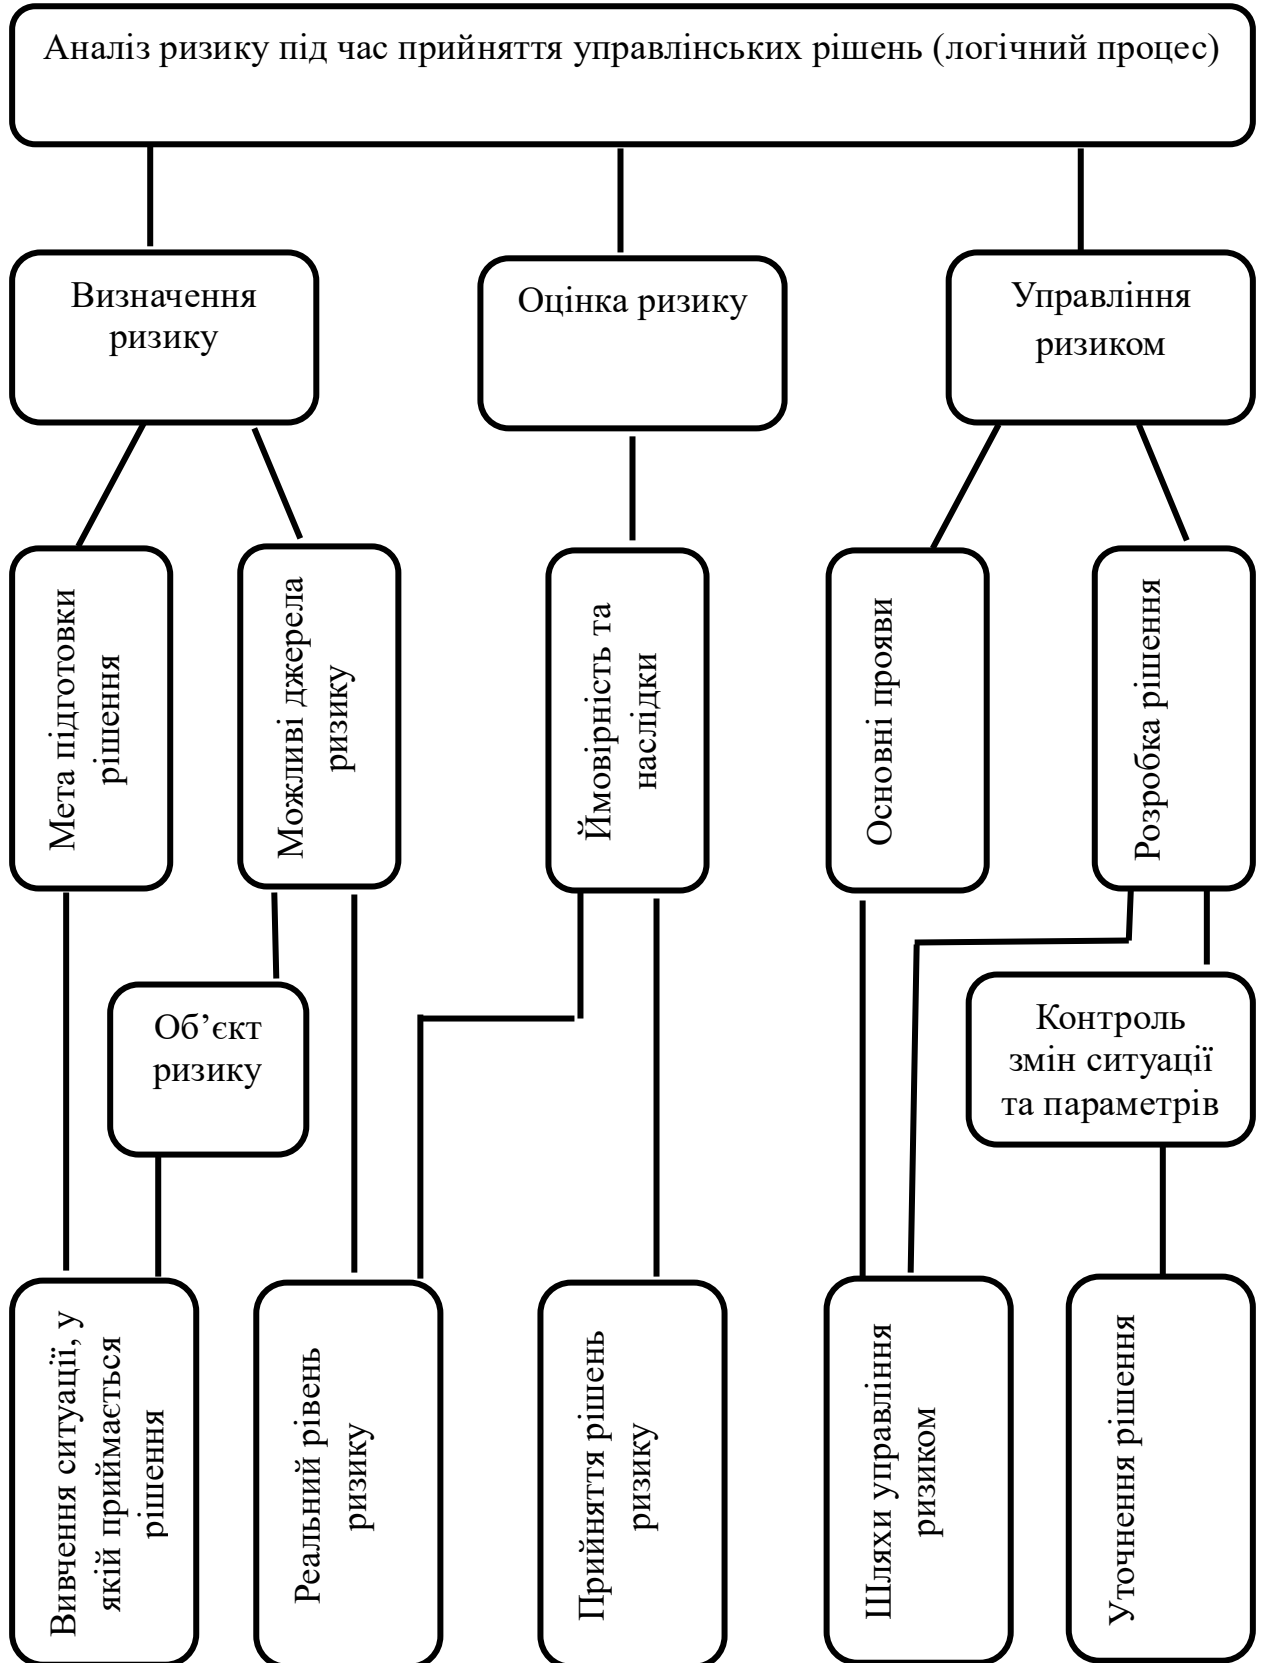 Аналіз ризику під час прийняття управлінських рішень (логічний процес)
Визначення
ризику
Оцінка ризику
Управління
ризиком
Мета підготовки
рішення
Можливі джерела
ризику
Ймовірність та
наслідки
Основні прояви
Розробка рішення
Об’єкт
ризику
Контроль
змін ситуації
та параметрів
Вивчення ситуації, у
якій приймається
рішення
Реальний рівень
ризику
Прийняття рішень
ризику
Шляхи управління
ризиком
Уточнення рішення